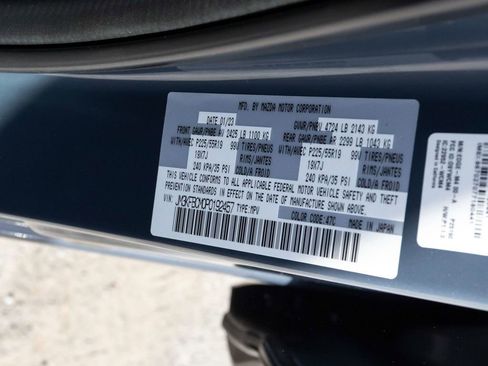 MFD. BY MAZDA MOTOR CORPORATION
DATE 01/23 GVWR/PNBV 4724 LB 2143 KG
FRONT GAWR/PNBE AV 2425 LB 1100 KG REAR GAWR/PNBE AR 2299 LB 1043 KG
WITH/AVEC P225/55R19 99V TIRES/PNEUS WITH/AVEC P225/55R19 99V TIRES/PNEUS
19X7J RIMS/JANTES 19X7J RIMS/JANTES
240 KPA/35 PSI COLD/A FROID 240 KPA/35 PSI COLD/A FROID
THIS VEHICLE CONFORMS TO ALL APPLICABLE FEDERAL MOTOR VEHICLE SAFETY
STANDARDS IN EFFECT ON THE DATE OF MANUFACTURE SHOWN ABOVE.
VIN: TYPE: MPV
COLOR CODE: 47C MADE IN JAPAN